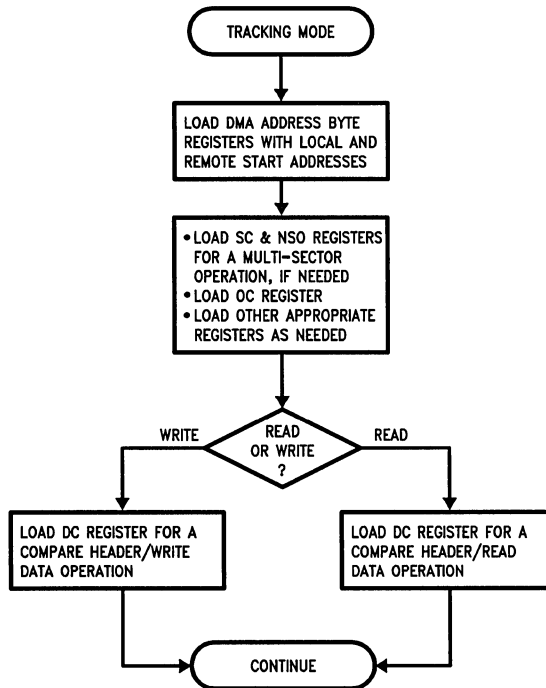 TRACKING MODE
LOAD DMA ADDRESS BYTE
REGISTERS WITH LOCAL AND
REMOTE START ADDRESSES
•LOAD SC & NSO REGISTERS
FOR A MULTI-SECTOR
OPERATION, IF NEEDED
•LOAD OC REGISTER
•LOAD OTHER APPROPRIATE
REGISTERS AS NEEDED
WRITE
READ
OR WRITE
?
READ
LOAD DC REGISTER FOR A
COMPARE HEADER/WRITE
DATA OPERATION
LOAD DC REGISTER FOR A
COMPARE HEADER/READ
DATA OPERATION
CONTINUE